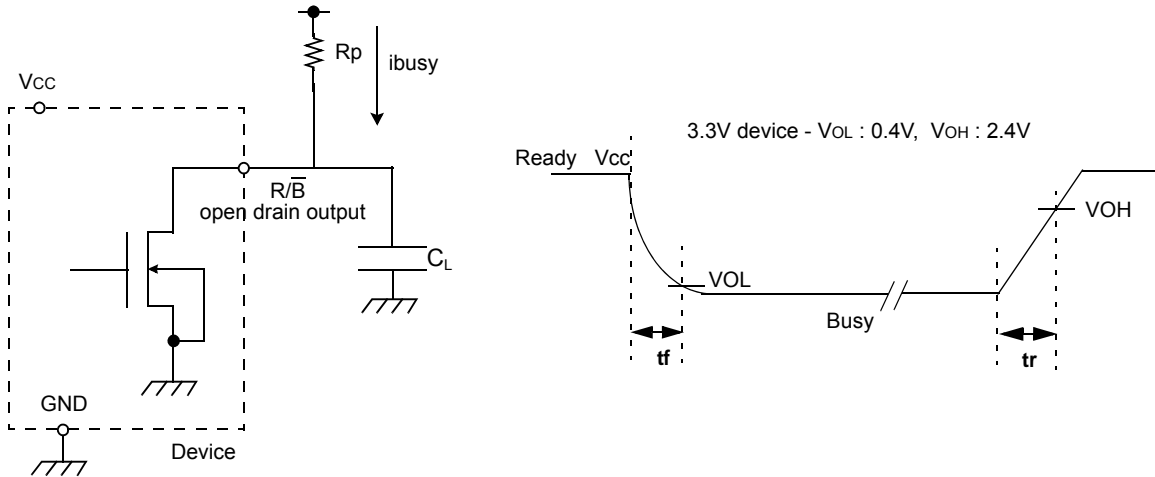 Rp
ibusy
VCC
R/B̅
open drain output
CL
GND
Device
3.3V device - VOL : 0.4V, VOH : 2.4V
Ready Vcc
VOH
VOL
Busy
tf
tr